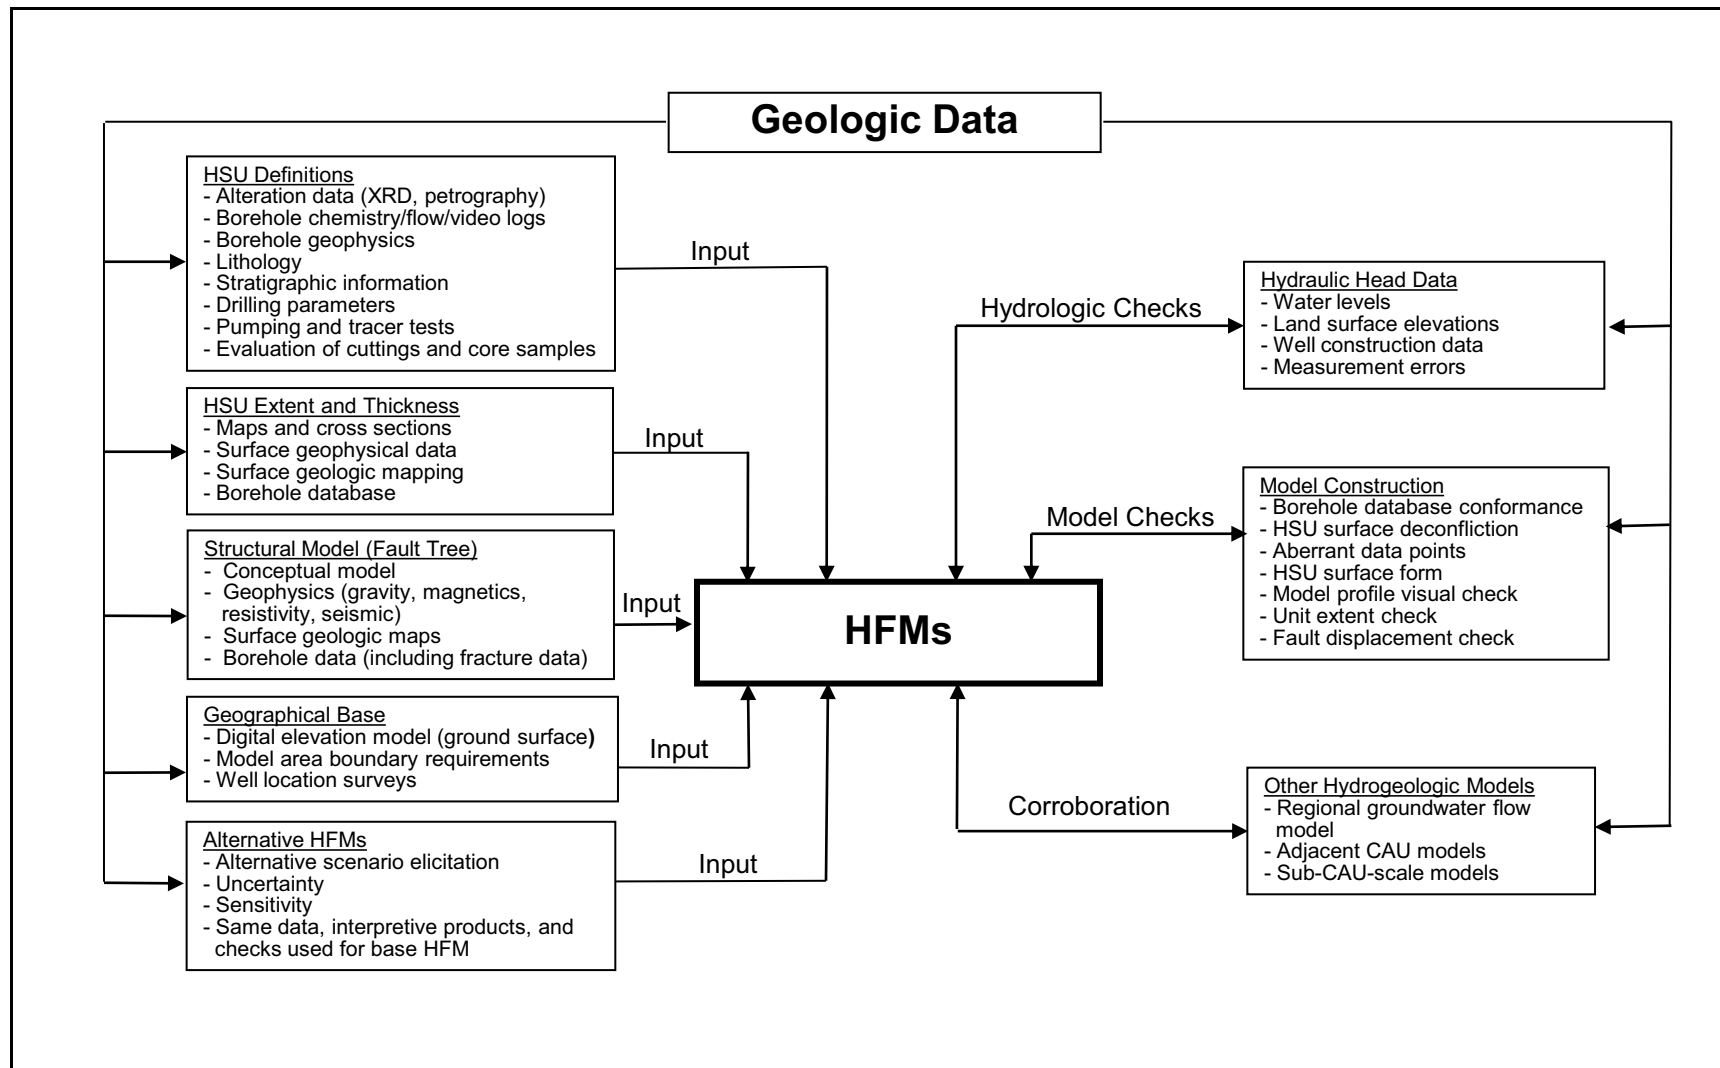 Geologic Data
HSU Definitions
- Alteration data (XRD, petrography)
- Borehole chemistry/flow/video logs
- Borehole geophysics
- Lithology
- Stratigraphic information
- Drilling parameters
- Pumping and tracer tests
- Evaluation of cuttings and core samples
Input
HSU Extent and Thickness
- Maps and cross sections
- Surface geophysical data
- Surface geologic mapping
- Borehole database
Input
Structural Model (Fault Tree)
- Conceptual model
- Geophysics (gravity, magnetics,
resistivity, seismic)
- Surface geologic maps
- Borehole data (including fracture data)
Input
Geographical Base
- Digital elevation model (ground surface)
- Model area boundary requirements
- Well location surveys
Input
Alternative HFMs
- Alternative scenario elicitation
- Uncertainty
- Sensitivity
- Same data, interpretive products, and
checks used for base HFM
Input
HFMs
Hydrologic Checks
Hydraulic Head Data
- Water levels
- Land surface elevations
- Well construction data
- Measurement errors
Model Checks
Model Construction
- Borehole database conformance
- HSU surface deconfliction
- Aberrant data points
- HSU surface form
- Model profile visual check
- Unit extent check
- Fault displacement check
Corroboration
Other Hydrogeologic Models
- Regional groundwater flow
model
- Adjacent CAU models
- Sub-CAU-scale models